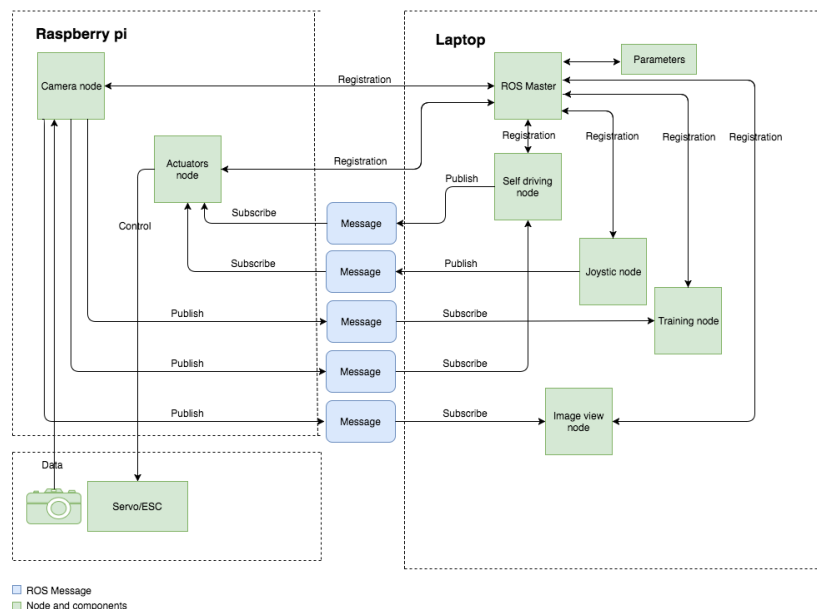 Raspberry pi
Laptop
Camera node
Registration
ROS Master
Parameters
Registration
Registration
Registration
Registration
Actuators
node
Registration
Publish
Self driving
node
Control
Subscribe
Message
Subscribe
Message
Publish
Joystic node
Publish
Message
Subscribe
Training node
Publish
Message
Subscribe
Publish
Message
Subscribe
Image view
node
Data
Servo/ESC
ROS Message
Node and components